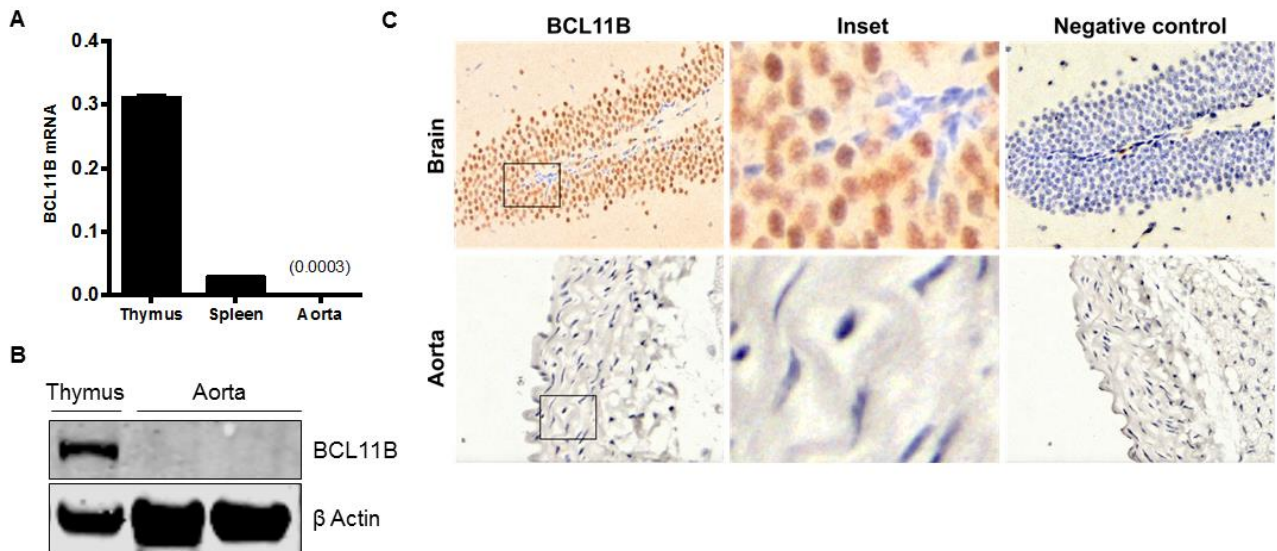 A
BCL11B mRNA
0.4
0.3
0.2
0.1
0.0
(0.0003)
Thymus Spleen Aorta
B
Thymus Aorta
BCL11B
β Actin
C
BCL11B Inset Negative control
Brain
Aorta